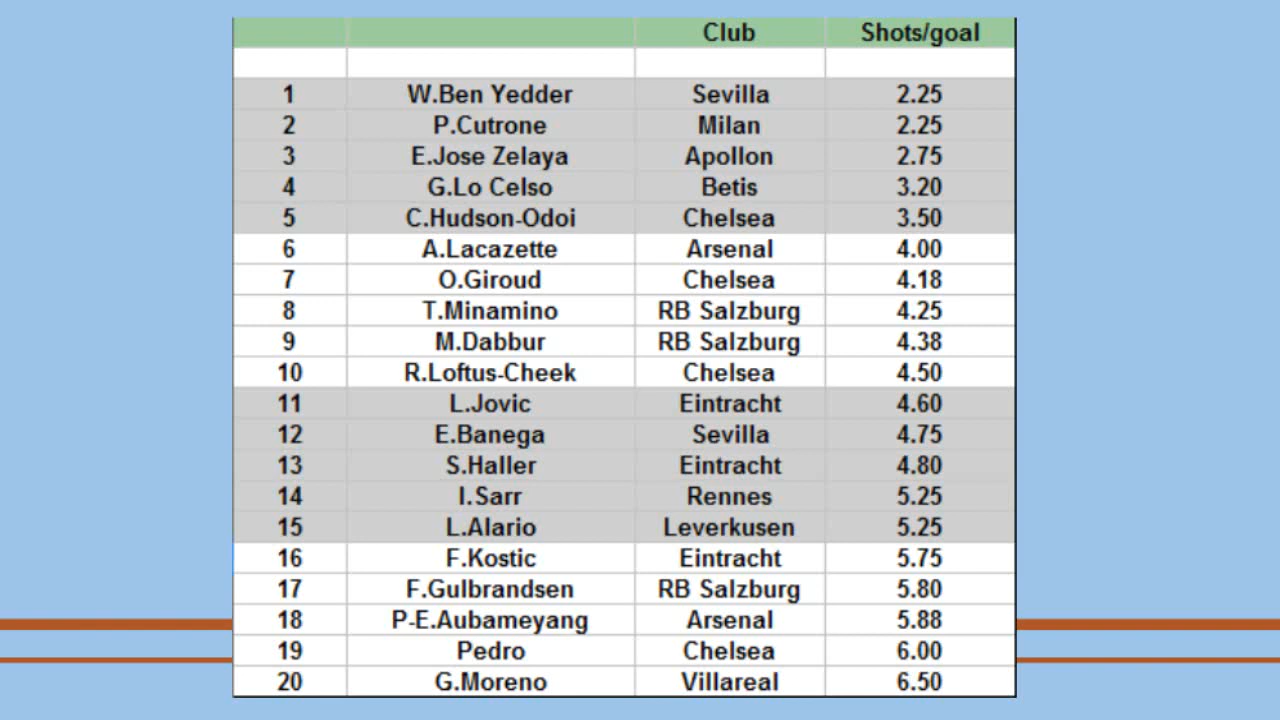 Club Shots/goal
1 W.Ben Yedder Sevilla 2.25
2 P.Cutrone Milan 2.25
3 E.Jose Zelaya Apollon 2.75
4 G.Lo Celso Betis 3.20
5 C.Hudson-Odoi Chelsea 3.50
6 A.Lacazette Arsenal 4.00
7 O.Giroud Chelsea 4.18
8 T.Minamino RB Salzburg 4.25
9 M.Dabbur RB Salzburg 4.38
10 R.Loftus-Cheek Chelsea 4.50
11 L.Jovic Eintracht 4.60
12 E.Banega Sevilla 4.75
13 S.Haller Eintracht 4.80
14 I.Sarr Rennes 5.25
15 L.Alario Leverkusen 5.25
16 F.Kostic Eintracht 5.75
17 F.Gulbrandsen RB Salzburg 5.80
18 P-E.Aubameyang Arsenal 5.88
19 Pedro Chelsea 6.00
20 G.Moreno Villareal 6.50